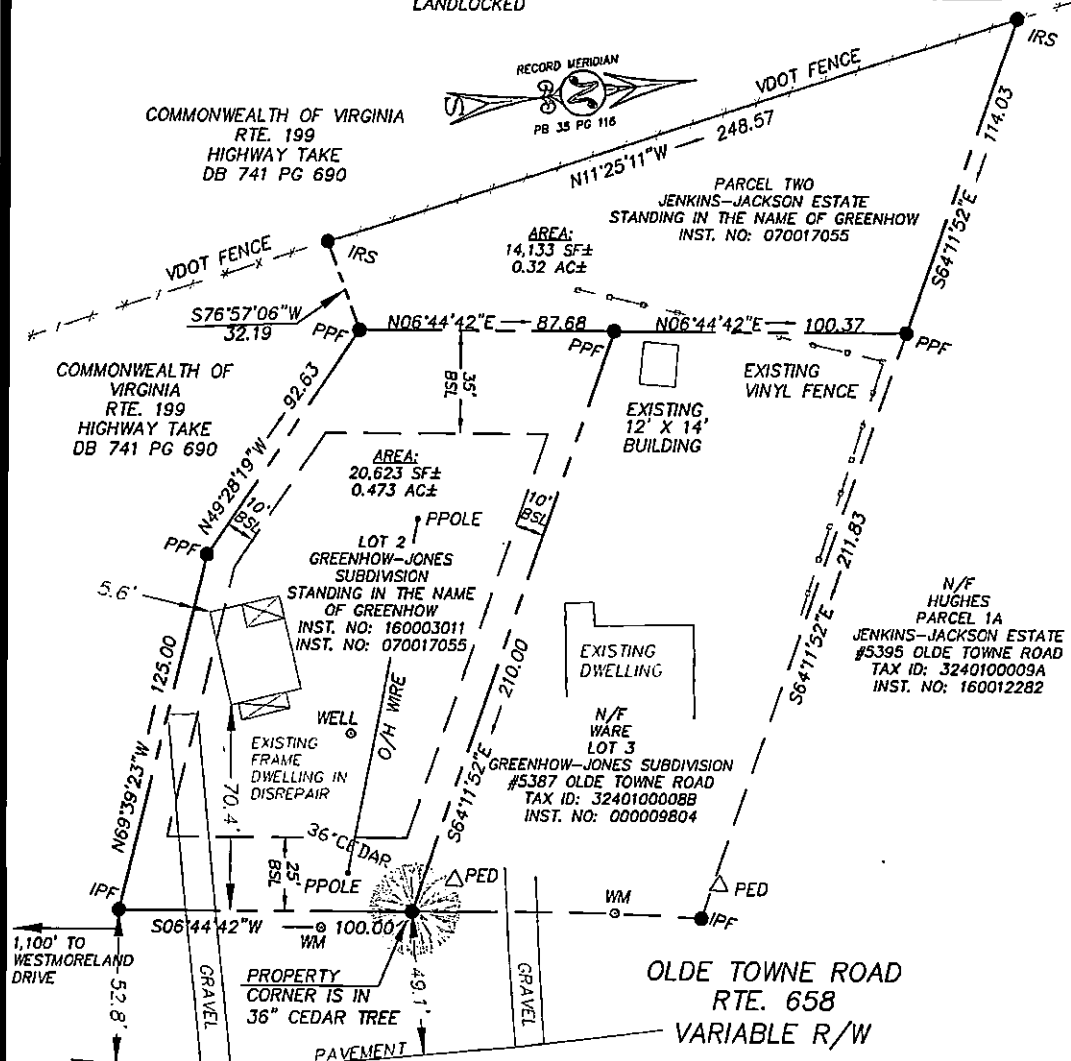 LANDLOCKED
IRS
RECORD MERIDIAN
S
N
PB 35 PG 116
VDOT FENCE
COMMONWEALTH OF VIRGINIA
RTE. 199
HIGHWAY TAKE
DB 741 PG 690
N11°25'11"W
248.57
114.03
PARCEL TWO
JENKINS-JACKSON ESTATE
STANDING IN THE NAME OF GREENHOW
INST. NO: 070017055
S64°11'52"E
AREA:
14,133 SF±
0.32 AC±
VDOT FENCE
IRS
S76°57'06"W
32.19
PPF
N06°44'42"E
87.68
PPF
N06°44'42"E
100.37
PPF
COMMONWEALTH OF
VIRGINIA
RTE. 199
HIGHWAY TAKE
DB 741 PG 690
N49°28'19"W
92.63
35'
BSL
EXISTING
12' X 14'
BUILDING
EXISTING
VINYL FENCE
AREA:
20,623 SF±
0.473 AC±
10'
BSL
10'
BSL
PPOLE
PPF
LOT 2
GREENHOW-JONES
SUBDIVISION
STANDING IN THE NAME
OF GREENHOW
INST. NO: 160003011
INST. NO: 070017055
5.6'
S64°11'52"E
211.83
N/F
HUGHES
PARCEL 1A
JENKINS-JACKSON ESTATE
#5395 OLDE TOWNE ROAD
TAX ID: 3240100009A
INST. NO: 160012282
EXISTING
DWELLING
N69°39'23"W
125.00
S64°11'52"E
210.00
O/H WIRE
WELL
EXISTING
FRAME
DWELLING IN
DISREPAIR
70.4'
N/F
WARE
LOT 3
GREENHOW-JONES SUBDIVISION
#5387 OLDE TOWNE ROAD
TAX ID: 3240100008B
INST. NO: 000009804
36"CEDAR
25'
BSL
PPOLE
PED
PED
IPF
S06°44'42"W
100.00'
WM
WM
IPF
1,100' TO
WESTMORELAND
DRIVE
52.8'
GRAVEL
PROPERTY
CORNER IS IN
36" CEDAR TREE
49.1'
GRAVEL
PAVEMENT
OLDE TOWNE ROAD
RTE. 658
VARIABLE R/W